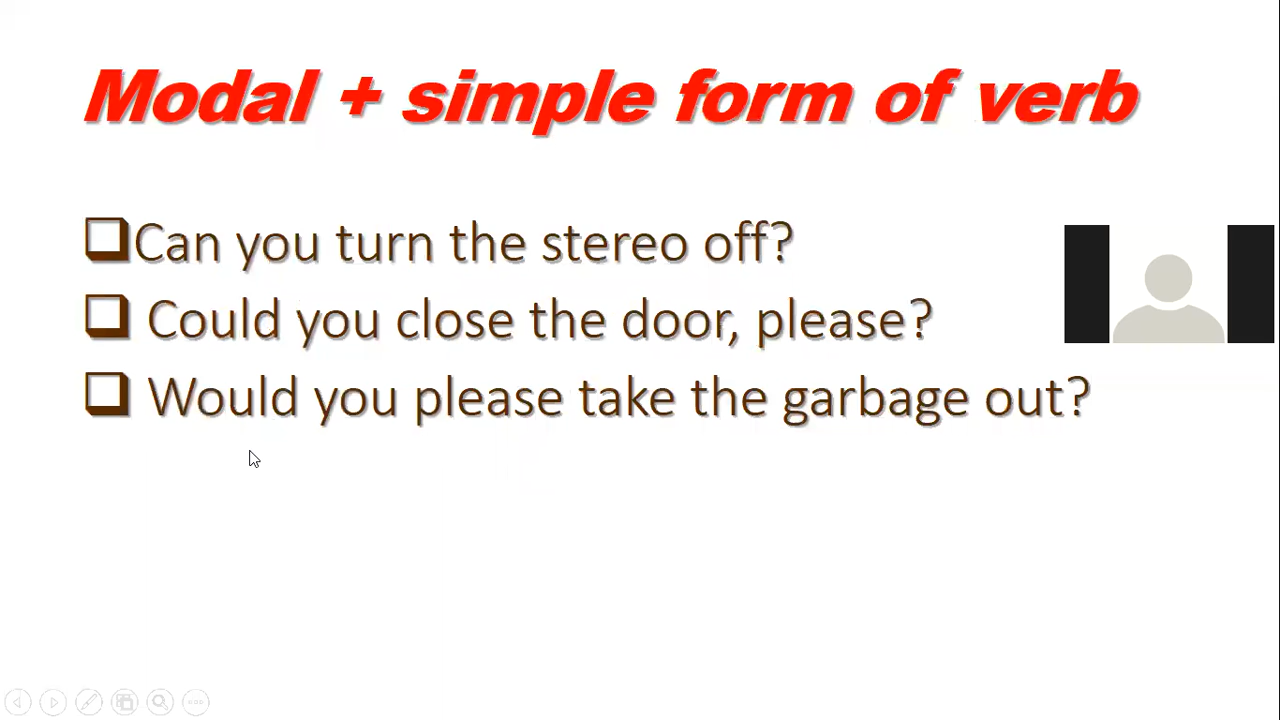 Modal + simple form of verb
Can you turn the stereo off?
Could you close the door, please?
Would you please take the garbage out?